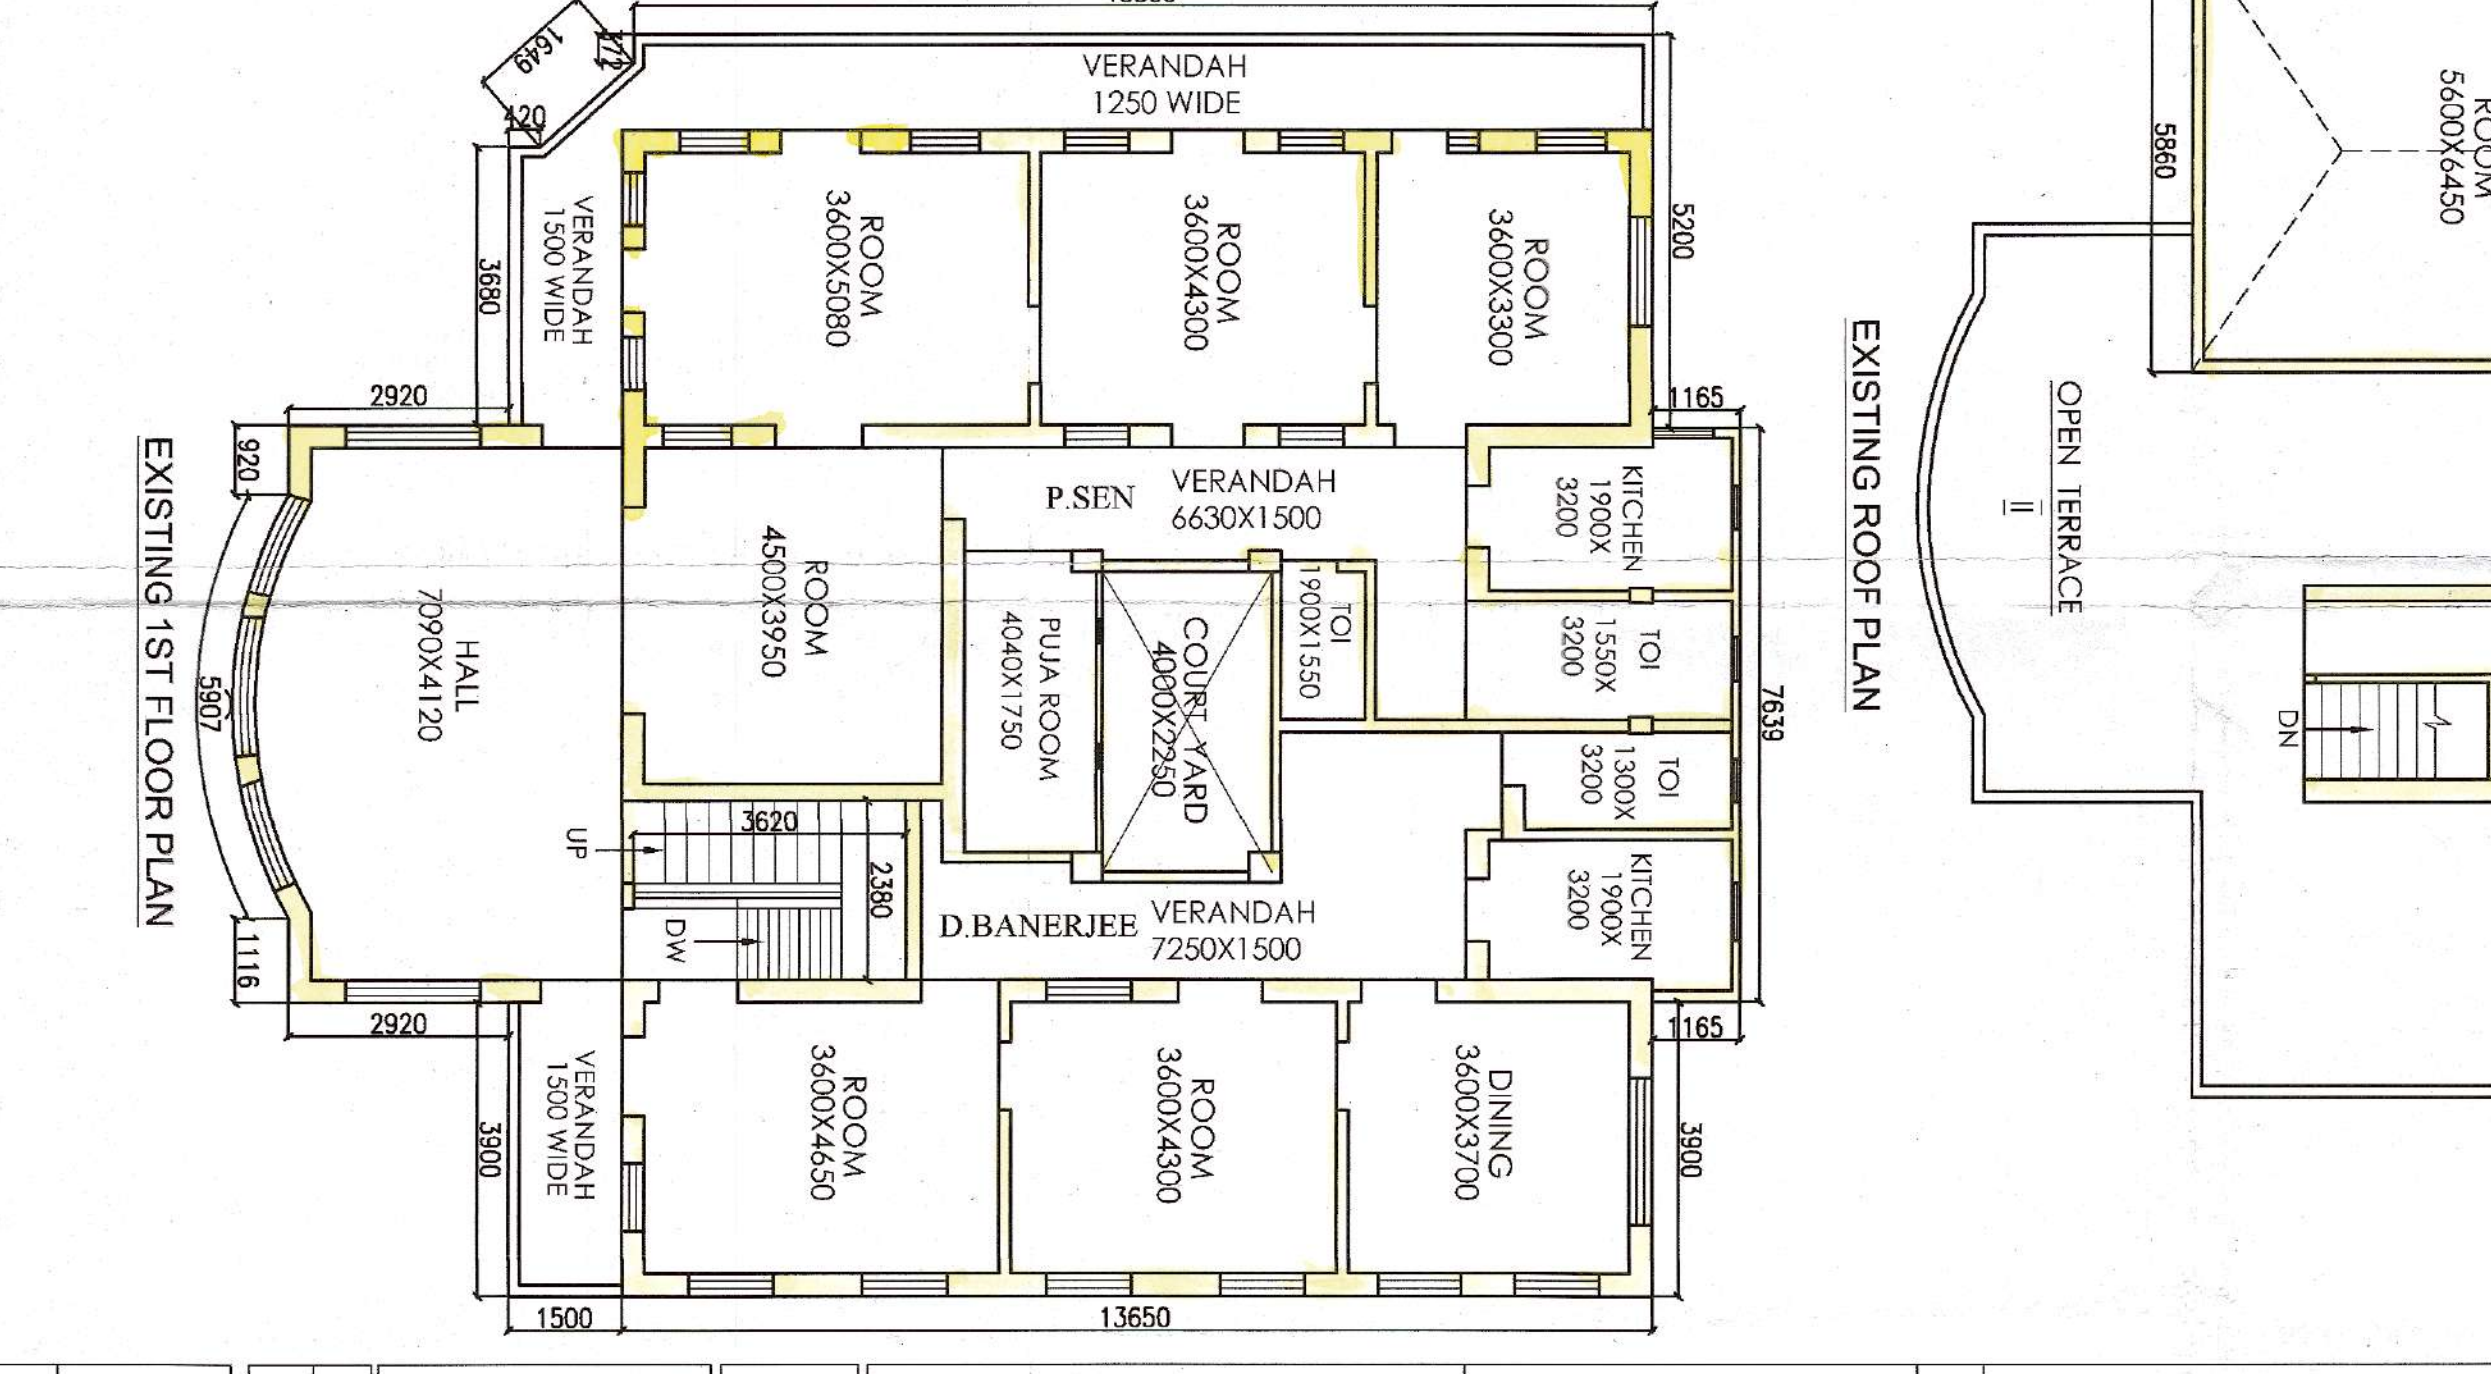 1649
572
420
VERANDAH
1250 WIDE
VERANDAH
1500 WIDE
ROOM
3600X5080
ROOM
3600X4300
ROOM
3600X3300
5200
3680
2920
920
1165
5860
ROOM
5600X6450
EXISTING ROOF PLAN
OPEN TERRACE
II
DN
EXISTING 1ST FLOOR PLAN
5907
HALL
7090X4120
ROOM
4500X3950
P.SEN
VERANDAH
6630X1500
KITCHEN
1900X
3200
PUJA ROOM
4040X1750
COURT YARD
4000X2250
TOI
1900X1550
TOI
1550X
3200
7639
TOI
1300X
3200
KITCHEN
1900X
3200
UP
3620
2380
DW
D.BANERJEE
VERANDAH
7250X1500
1116
2920
1165
3900
VERANDAH
1500 WIDE
ROOM
3600X4650
ROOM
3600X4300
DINING
3600X3700
3900
1500
13650